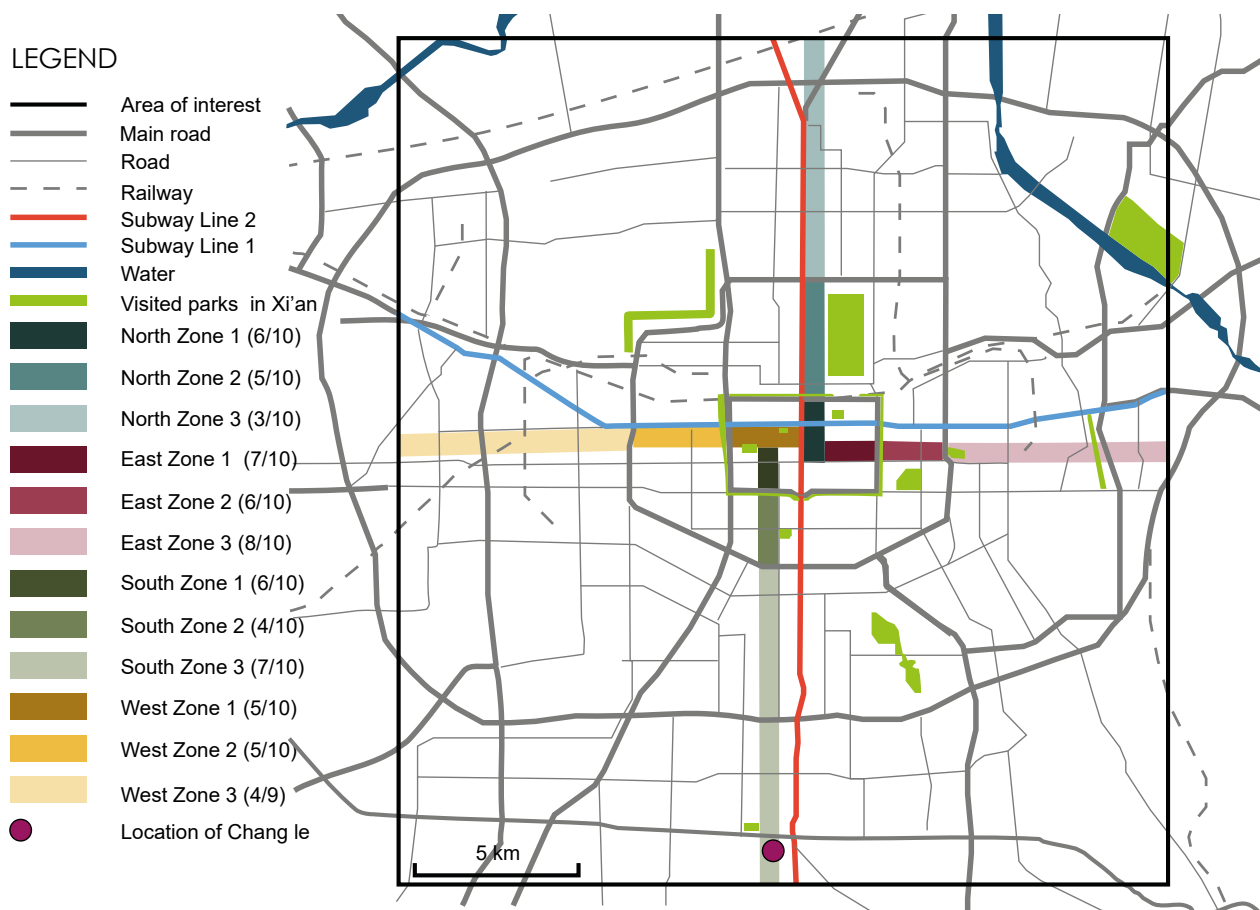 LEGEND
Area of interest
Main road
Road
Railway
Subway Line 2
Subway Line 1
Water
Visited parks in Xi'an
North Zone 1 (6/10)
North Zone 2 (5/10)
North Zone 3 (3/10)
East Zone 1 (7/10)
East Zone 2 (6/10)
East Zone 3 (8/10)
South Zone 1 (6/10)
South Zone 2 (4/10)
South Zone 3 (7/10)
West Zone 1 (5/10)
West Zone 2 (5/10)
West Zone 3 (4/9)
Location of Chang le
5 km